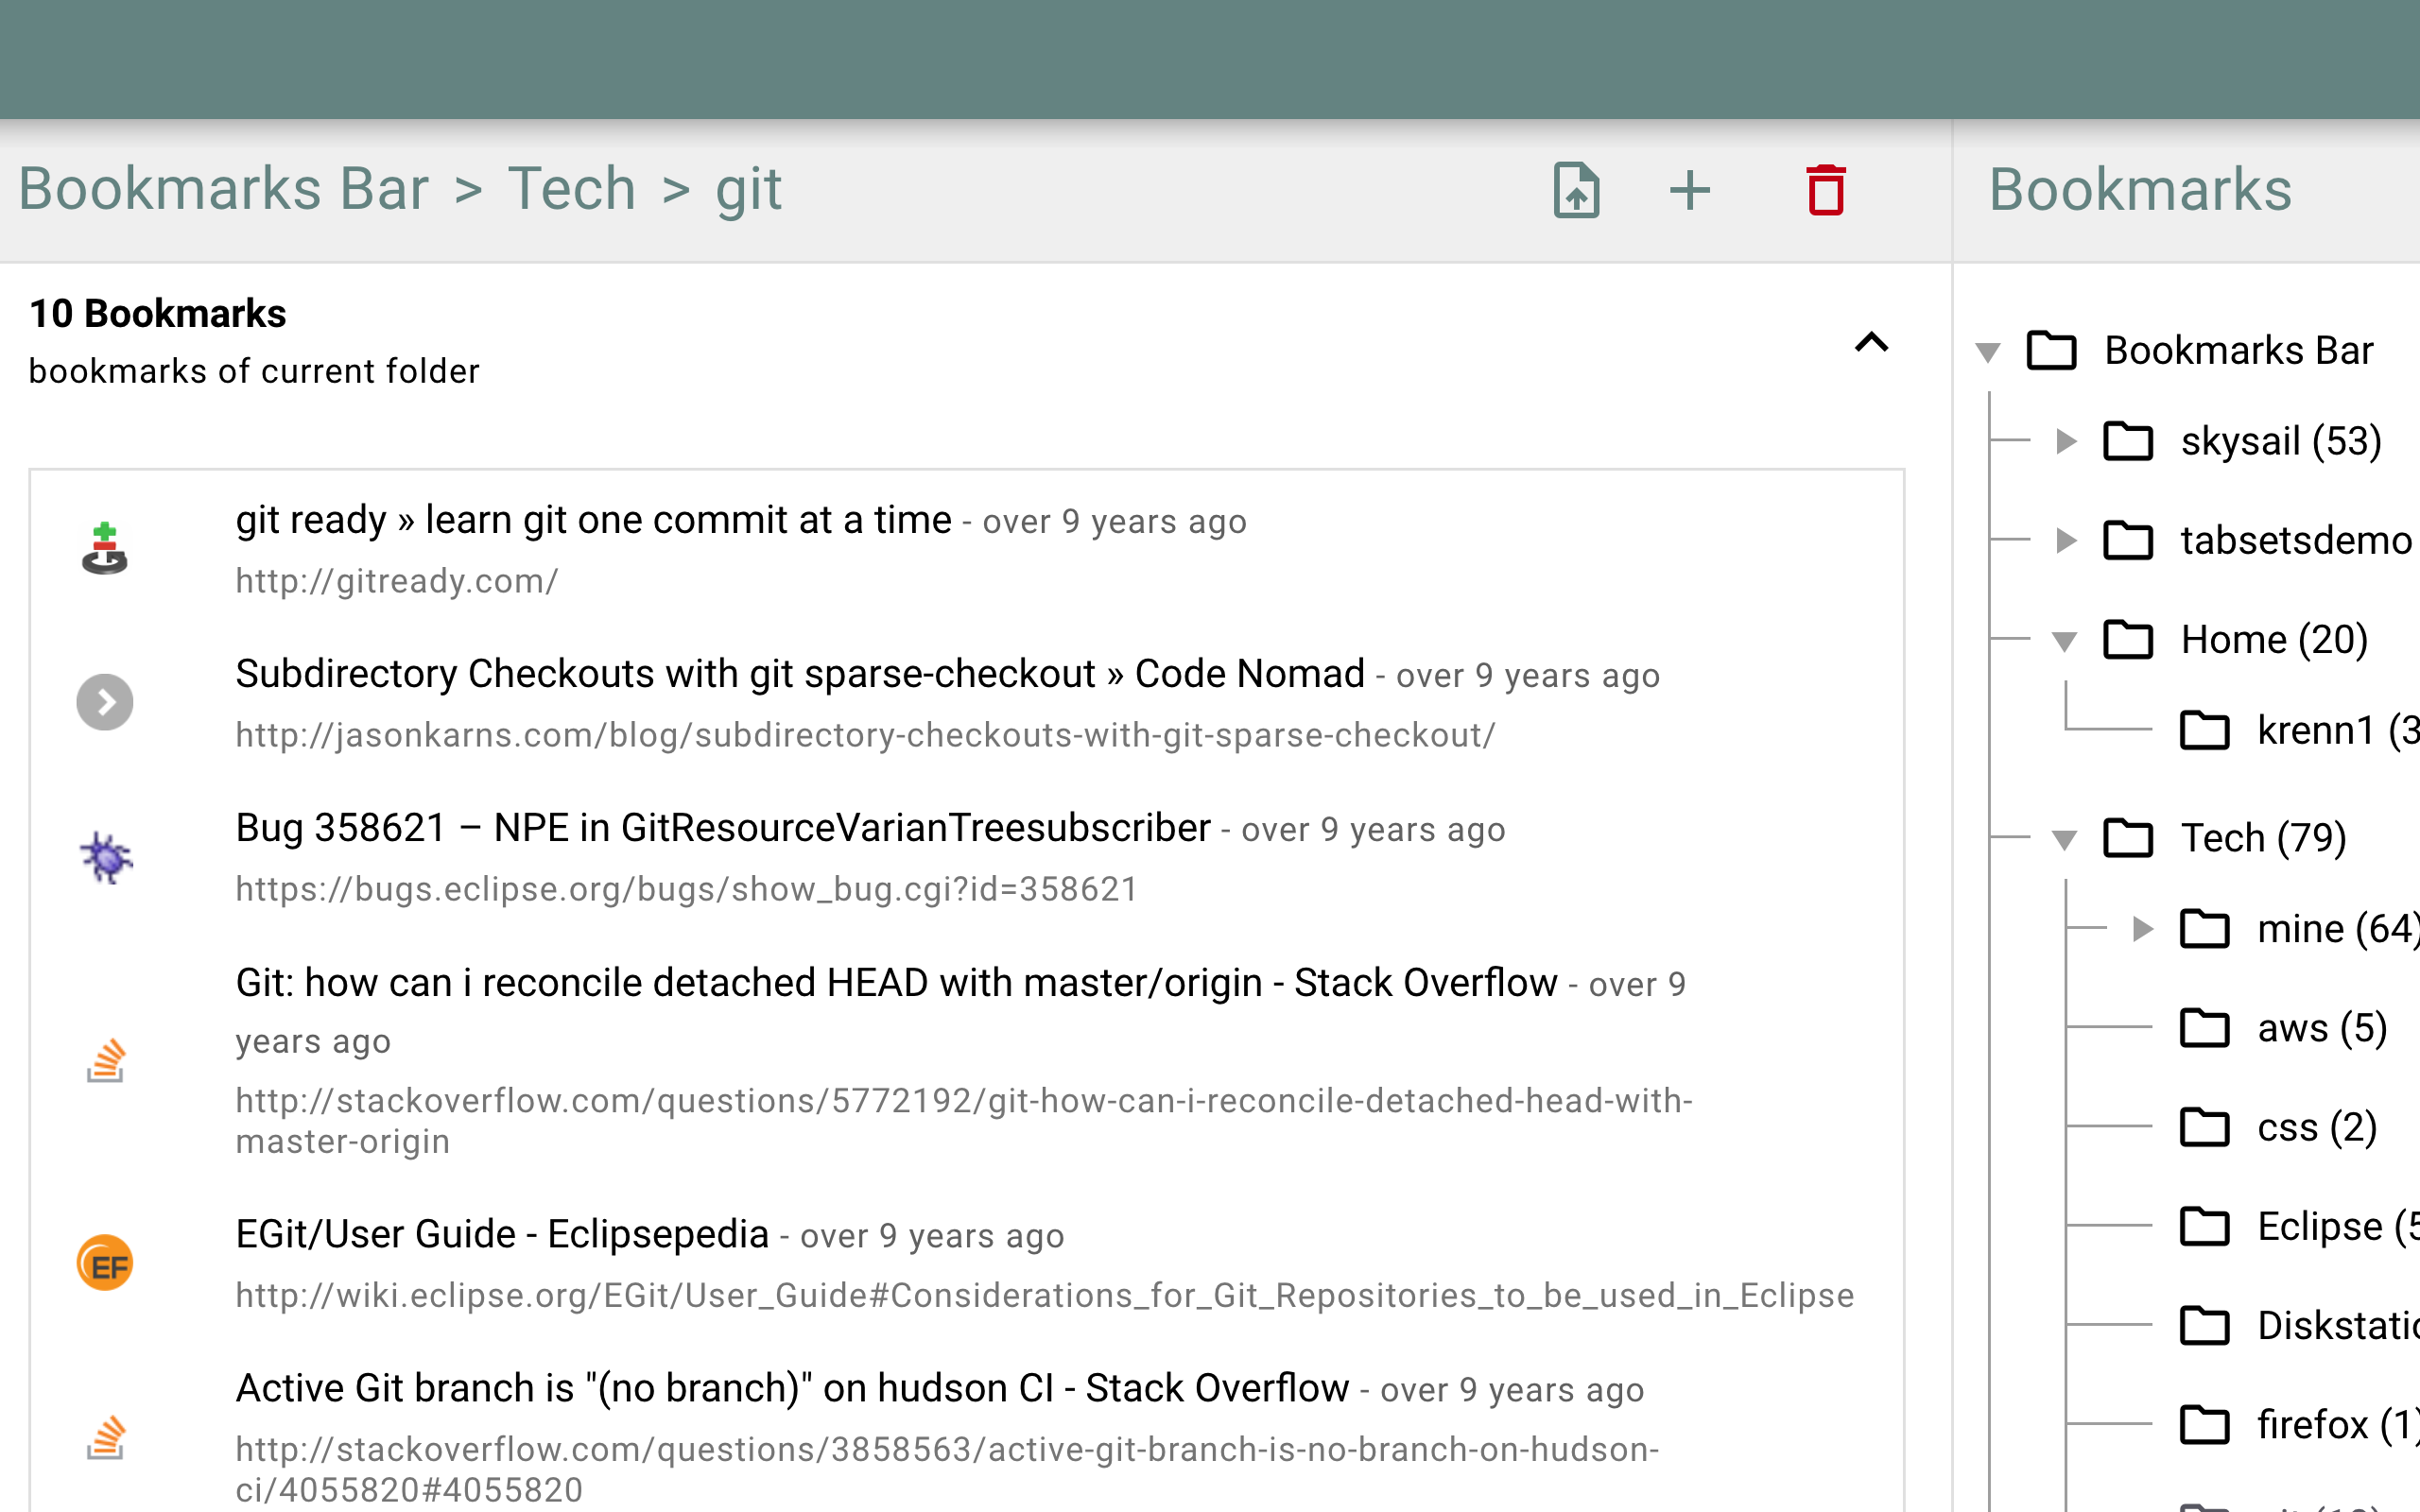 Bookmarks Bar > Tech > git
10 Bookmarks
bookmarks of current folder
git ready » learn git one commit at a time - over 9 years ago
http://gitready.com/
Subdirectory Checkouts with git sparse-checkout » Code Nomad - over 9 years ago
http://jasonkarns.com/blog/subdirectory-checkouts-with-git-sparse-checkout/
Bug 358621 – NPE in GitResourceVarianTreesubscriber - over 9 years ago
https://bugs.eclipse.org/bugs/show_bug.cgi?id=358621
Git: how can i reconcile detached HEAD with master/origin - Stack Overflow - over 9
years ago
http://stackoverflow.com/questions/5772192/git-how-can-i-reconcile-detached-head-with-
master-origin
EF
EGit/User Guide - Eclipsepedia - over 9 years ago
http://wiki.eclipse.org/EGit/User_Guide#Considerations_for_Git_Repositories_to_be_used_in_Eclipse
Active Git branch is "(no branch)" on hudson CI - Stack Overflow - over 9 years ago
http://stackoverflow.com/questions/3858563/active-git-branch-is-no-branch-on-hudson-
ci/4055820#4055820
Bookmarks
Bookmarks Bar
skysail (53)
tabsetsdemo
Home (20)
krenn1 (3
Tech (79)
mine (64)
aws (5)
css (2)
Eclipse (5
Diskstatio
firefox (1)